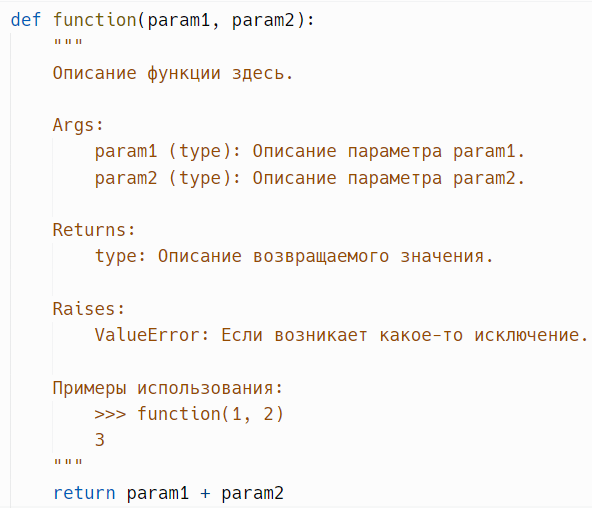 def function(param1, param2):
"""
Описание функции здесь.
Args:
param1 (type): Описание параметра param1.
param2 (type): Описание параметра param2.
Returns:
type: Описание возвращаемого значения.
Raises:
ValueError: Если возникает какое-то исключение.
Примеры использования:
>>> function(1, 2)
3
"""
return param1 + param2